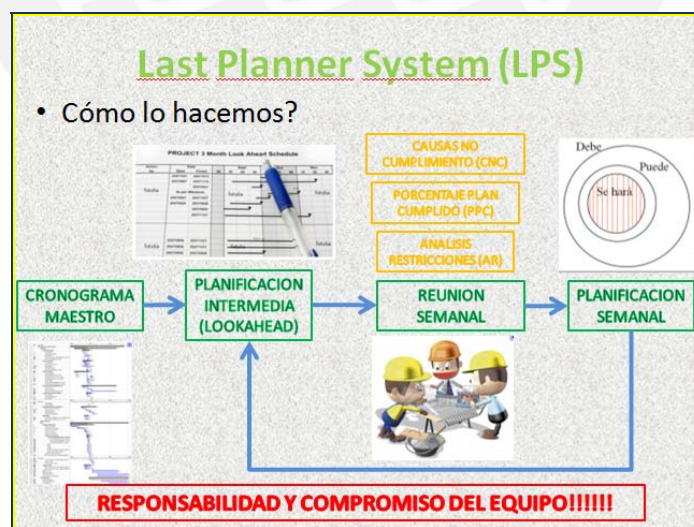 Last Planner System (LPS)
• Cómo lo hacemos?
PROJECT 3 Month Look Aheart Schedule
CAUSAS NO
CUMPLIMIENTO (CNC)
PORCENTAJE PLAN
CUMPLIDO (PPC)
ANALISIS
RESTRICCIONES (AR)
Debe
Puede
Se hará
CRONOGRAMA
MAESTRO
PLANIFICACION
INTERMEDIA
(LOOKAHEAD)
REUNION
SEMANAL
PLANIFICACION
SEMANAL
RESPONSABILIDAD Y COMPROMISO DEL EQUIPO!!!!!!